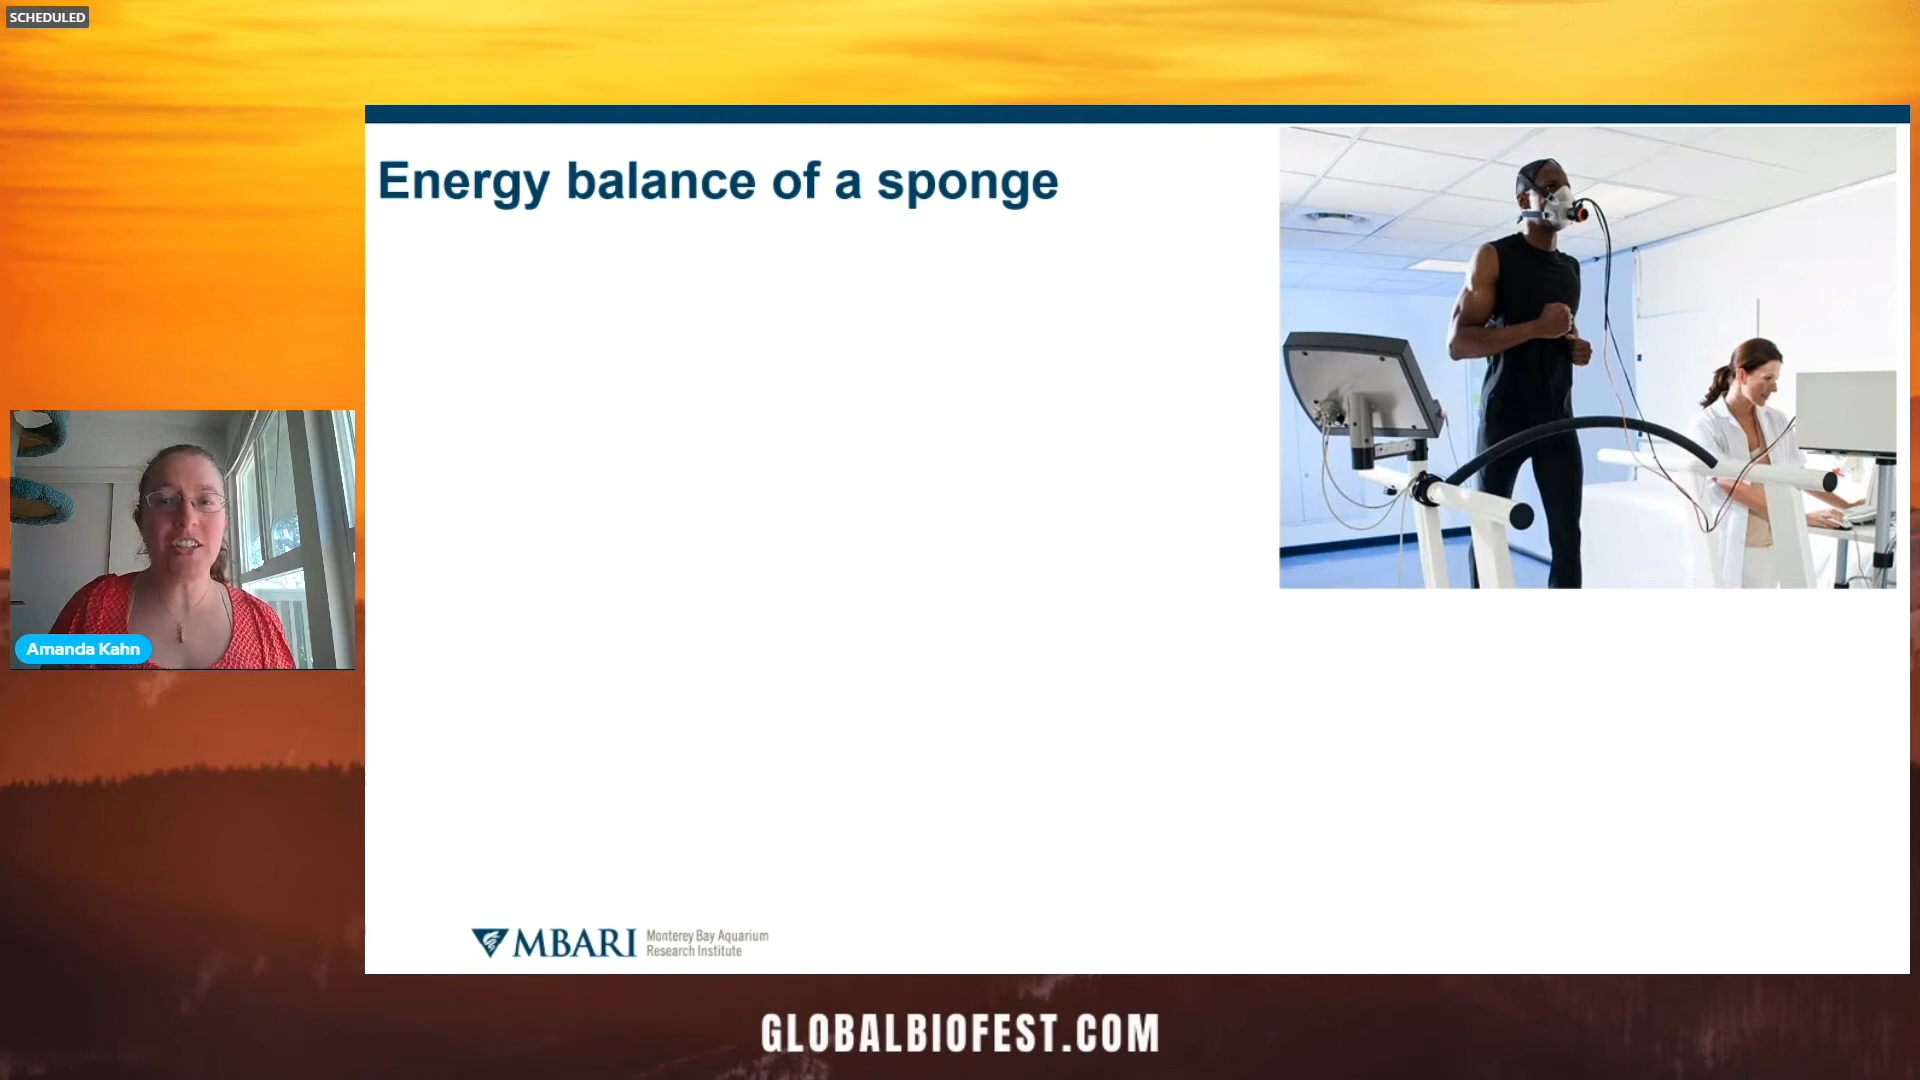 SCHEDULED
Energy balance of a sponge
Amanda Kahn
MBARI Monterey Bay Aquarium
Research Institute
GLOBALBIOFEST.COM